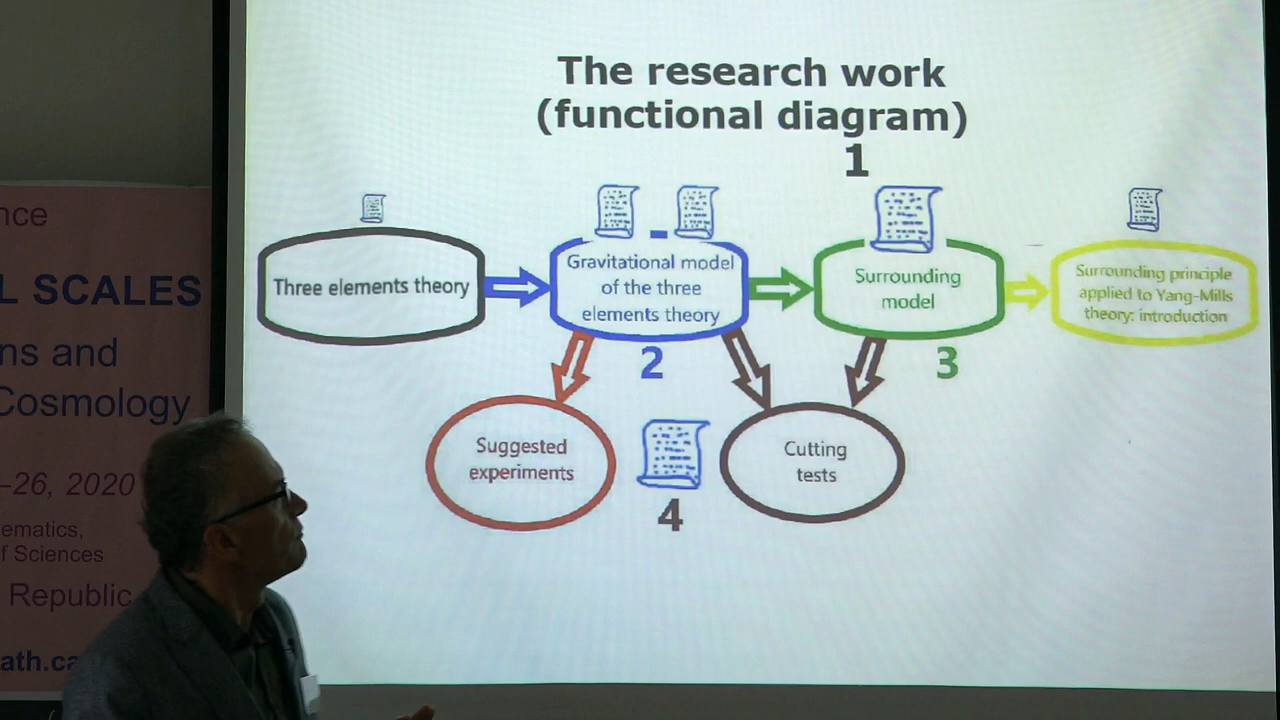 The research work
(functional diagram)
1
Three elements theory
Gravitational model
of the three
elements theory
Surrounding
model
Surrounding principle
applied to Yang-Mills
theory: introduction
2
3
Suggested
experiments
Cutting
tests
4
nce
L SCALES
ns and
Cosmology
–26, 2020
ematics,
f Sciences
Republic
ath.ca